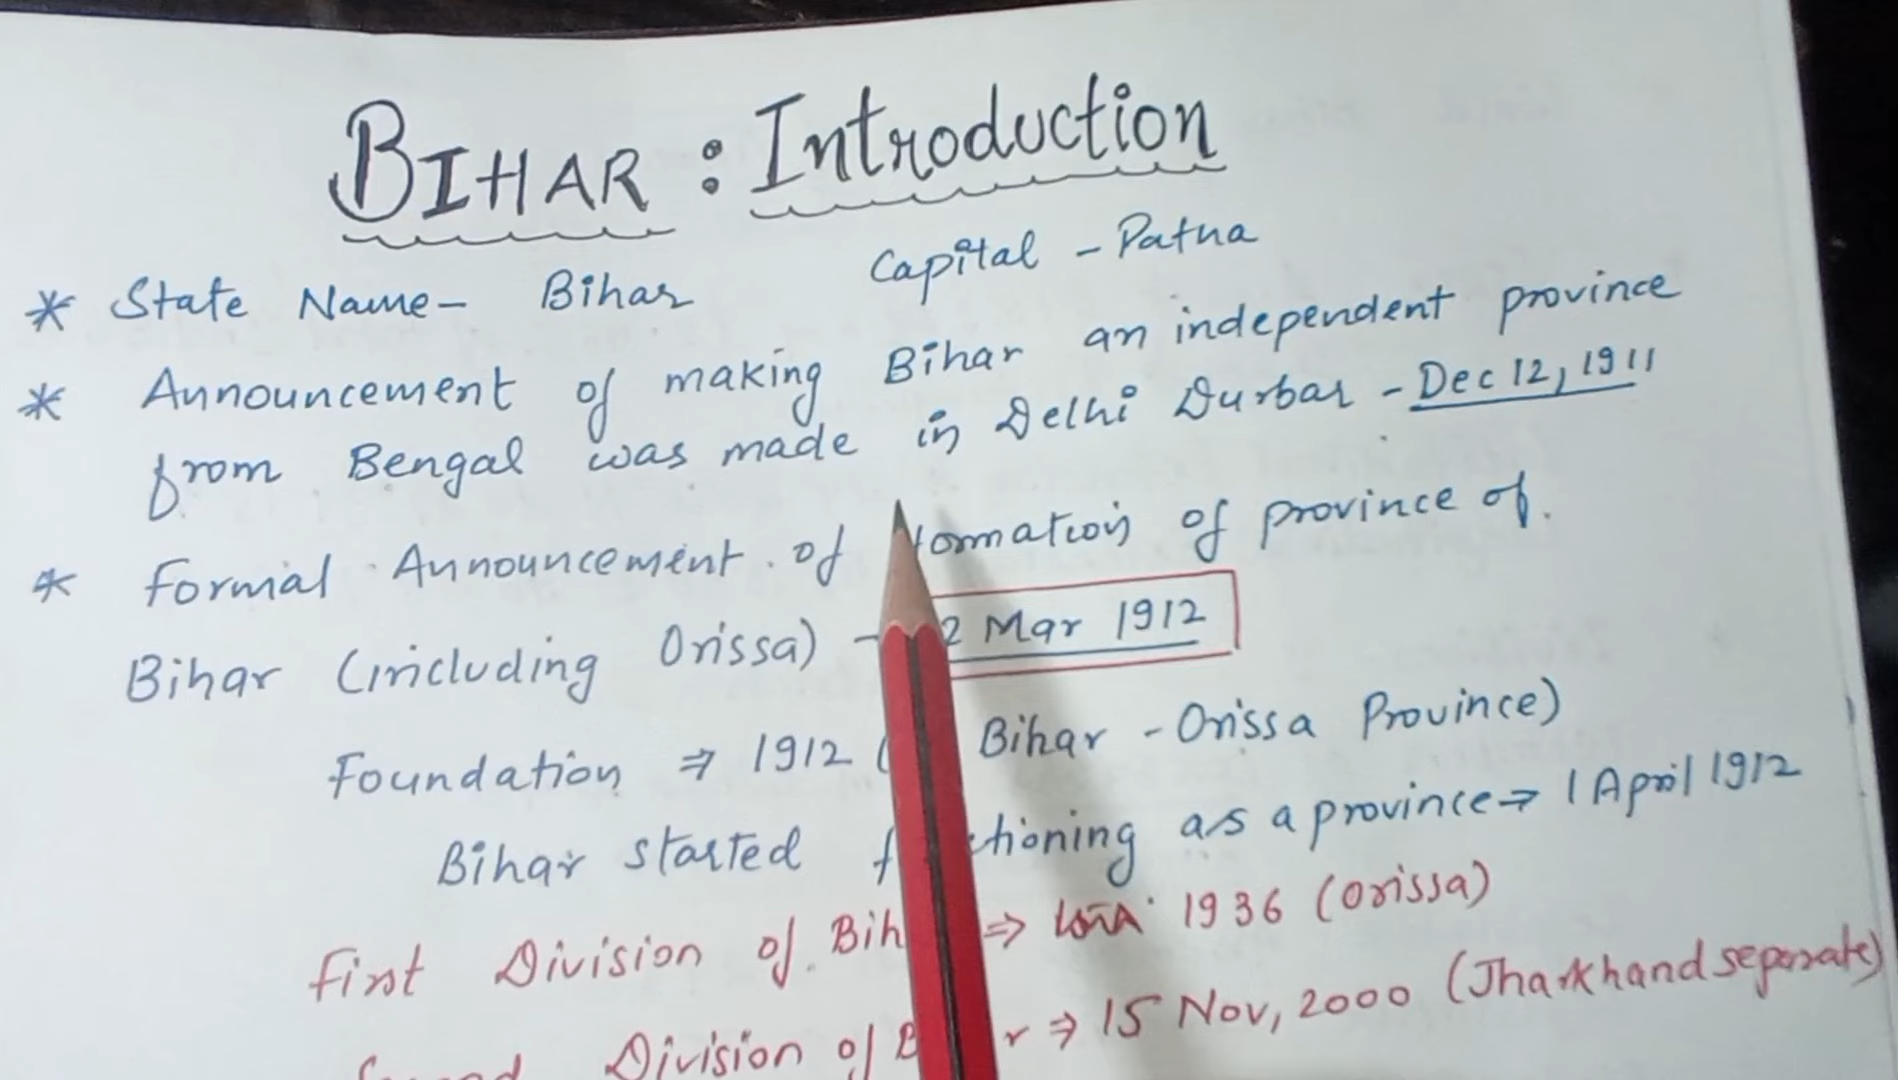 BIHAR : Introduction
* State Name - Bihar Capital - Patna
* Announcement of making Bihar an independent province
from Bengal was made in Delhi Durbar - Dec 12, 1911
* Formal Announcement of formation of province of
Bihar (including Orissa) - 2 Mar 1912
Foundation ⇒ 1912 ( Bihar - Orissa Province)
Bihar started f ctioning as a province → 1 April 1912
First Division of Bih ⇒ 1936 (Orissa)
Division of B r ⇒ 15 Nov, 2000 (Jharkhand separate)